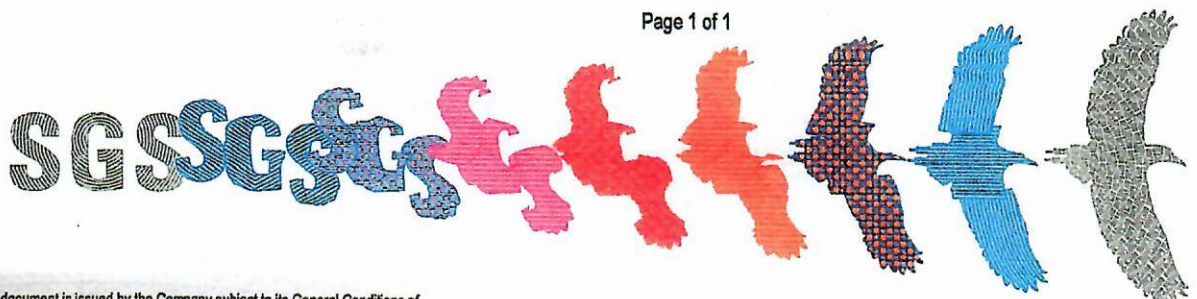 Page 1 of 1
SGS SGS SGS
document is issued by the Company subject to its General Conditions of